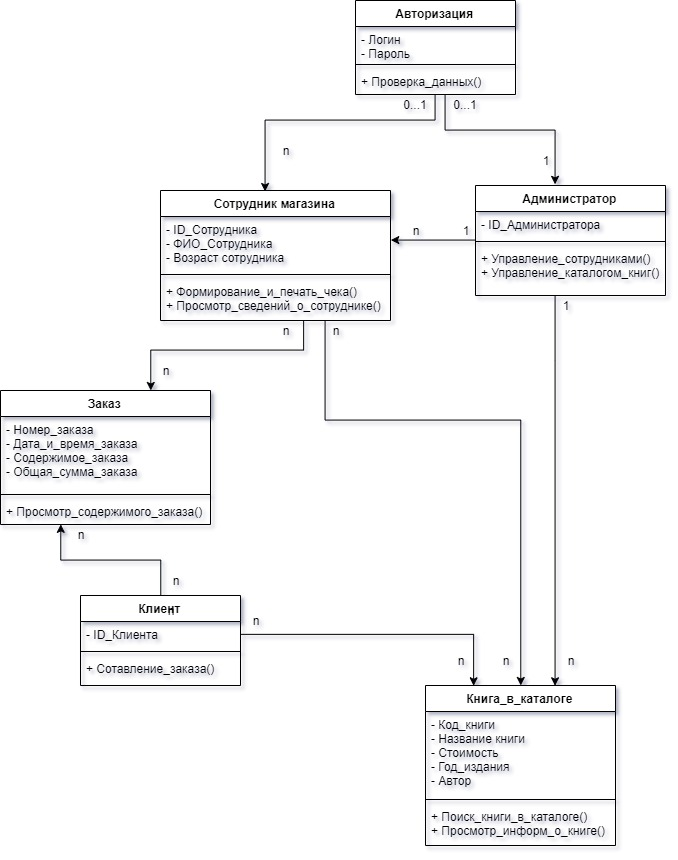 Авторизация
- Логин
- Пароль
+ Проверка_данных()
0...1
0...1
n
1
Сотрудник магазина
- ID_Сотрудника
- ФИО_Сотрудника
- Возраст сотрудника
+ Формирование_и_печать_чека()
+ Просмотр_сведений_о_сотруднике()
n
1
Администратор
- ID_Администратора
+ Управление_сотрудниками()
+ Управление_каталогом_книг()
n
n
1
n
Заказ
- Номер_заказа
- Дата_и_время_заказа
- Содержимое_заказа
- Общая_сумма_заказа
+ Просмотр_содержимого_заказа()
n
n
Клиент
n
- ID_Клиента
+ Сотавление_заказа()
n
n
n
n
Книга_в_каталоге
- Код_книги
- Название книги
- Стоимость
- Год_издания
- Автор
+ Поиск_книги_в_каталоге()
+ Просмотр_информ_о_книге()